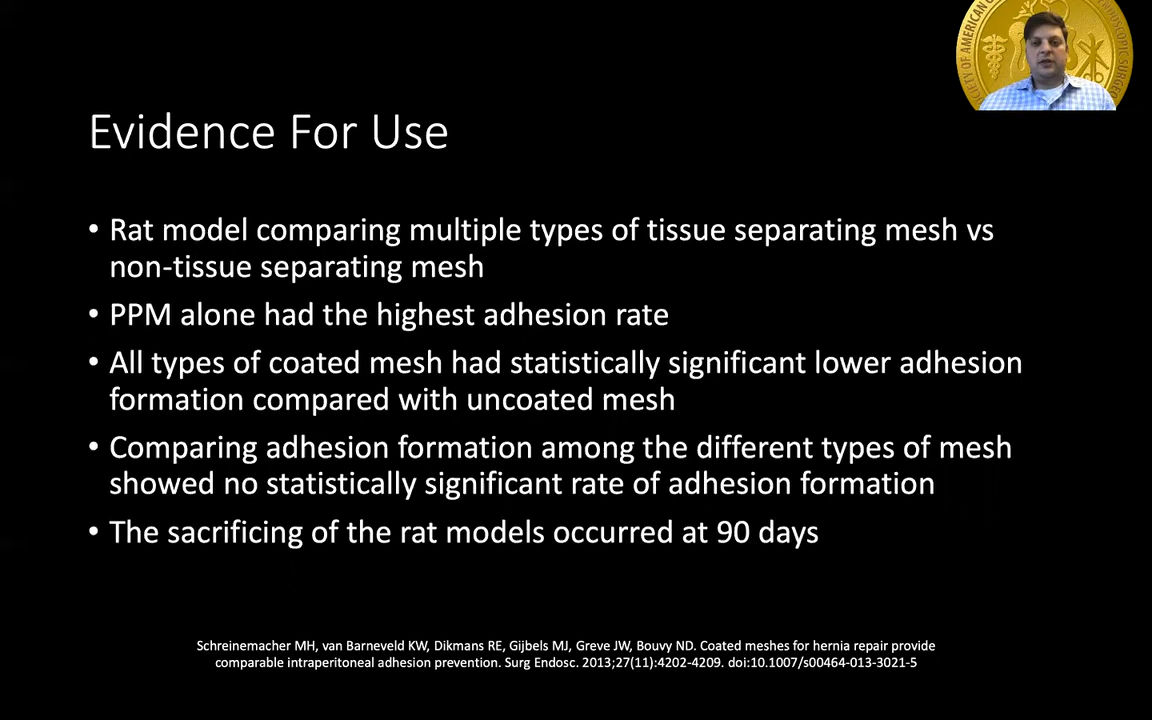 SOCIETY OF AMERICAN G
ENDOSCOPIC SURGEO
Evidence For Use
• Rat model comparing multiple types of tissue separating mesh vs
non-tissue separating mesh
• PPM alone had the highest adhesion rate
• All types of coated mesh had statistically significant lower adhesion
formation compared with uncoated mesh
• Comparing adhesion formation among the different types of mesh
showed no statistically significant rate of adhesion formation
• The sacrificing of the rat models occurred at 90 days
Schreinemacher MH, van Barneveld KW, Dikmans RE, Gijbels MJ, Greve JW, Bouvy ND. Coated meshes for hernia repair provide
comparable intraperitoneal adhesion prevention. Surg Endosc. 2013;27(11):4202-4209. doi:10.1007/s00464-013-3021-5